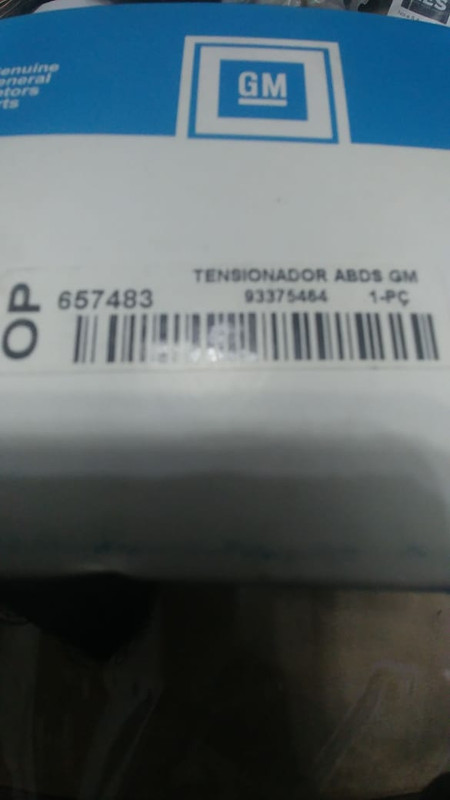 enuine
eneral
otors
rts
GM
OP
TENSIONADOR ABDS GM
657483
93375464 1-PÇ